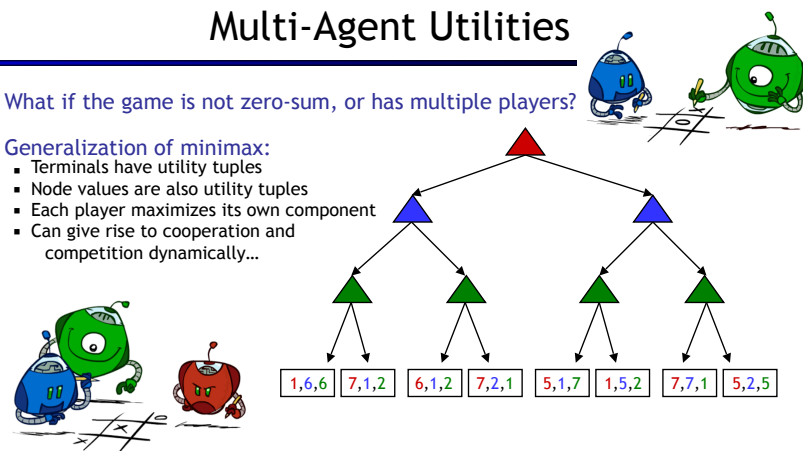 Multi-Agent Utilities
What if the game is not zero-sum, or has multiple players?
Generalization of minimax:
▪ Terminals have utility tuples
▪ Node values are also utility tuples
▪ Each player maximizes its own component
▪ Can give rise to cooperation and
competition dynamically…
1,6,6 7,1,2 6,1,2 7,2,1 5,1,7 1,5,2 7,7,1 5,2,5